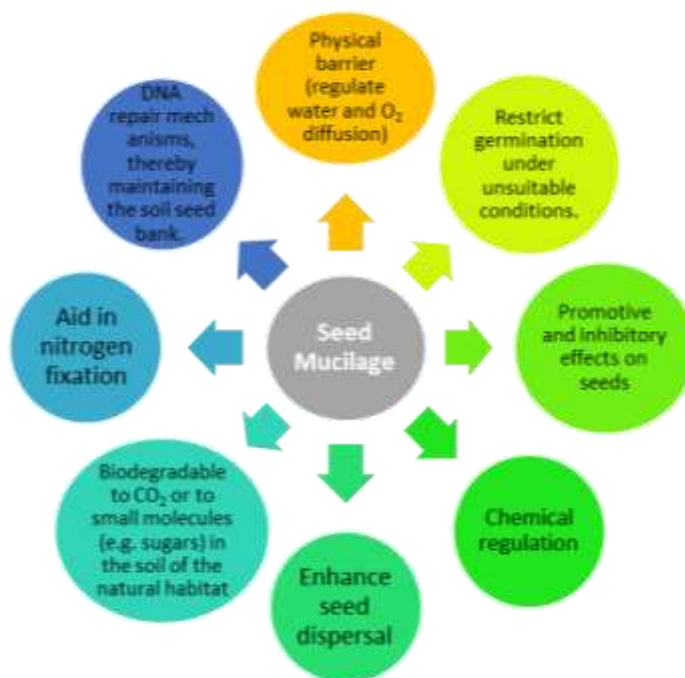 Physical
barrier
(regulate
water and O₂
diffusion)
Restrict
germination
under
unsuitable
conditions.
Promotive
and inhibitory
effects on
seeds
Chemical
regulation
Enhance
seed
dispersal
Biodegradable
to CO₂ or to
small molecules
(e.g. sugars) in
the soil of the
natural habitat
Aid in
nitrogen
fixation
DNA
repair mech
anisms,
thereby
maintaining
the soil seed
bank.
Seed
Mucilage